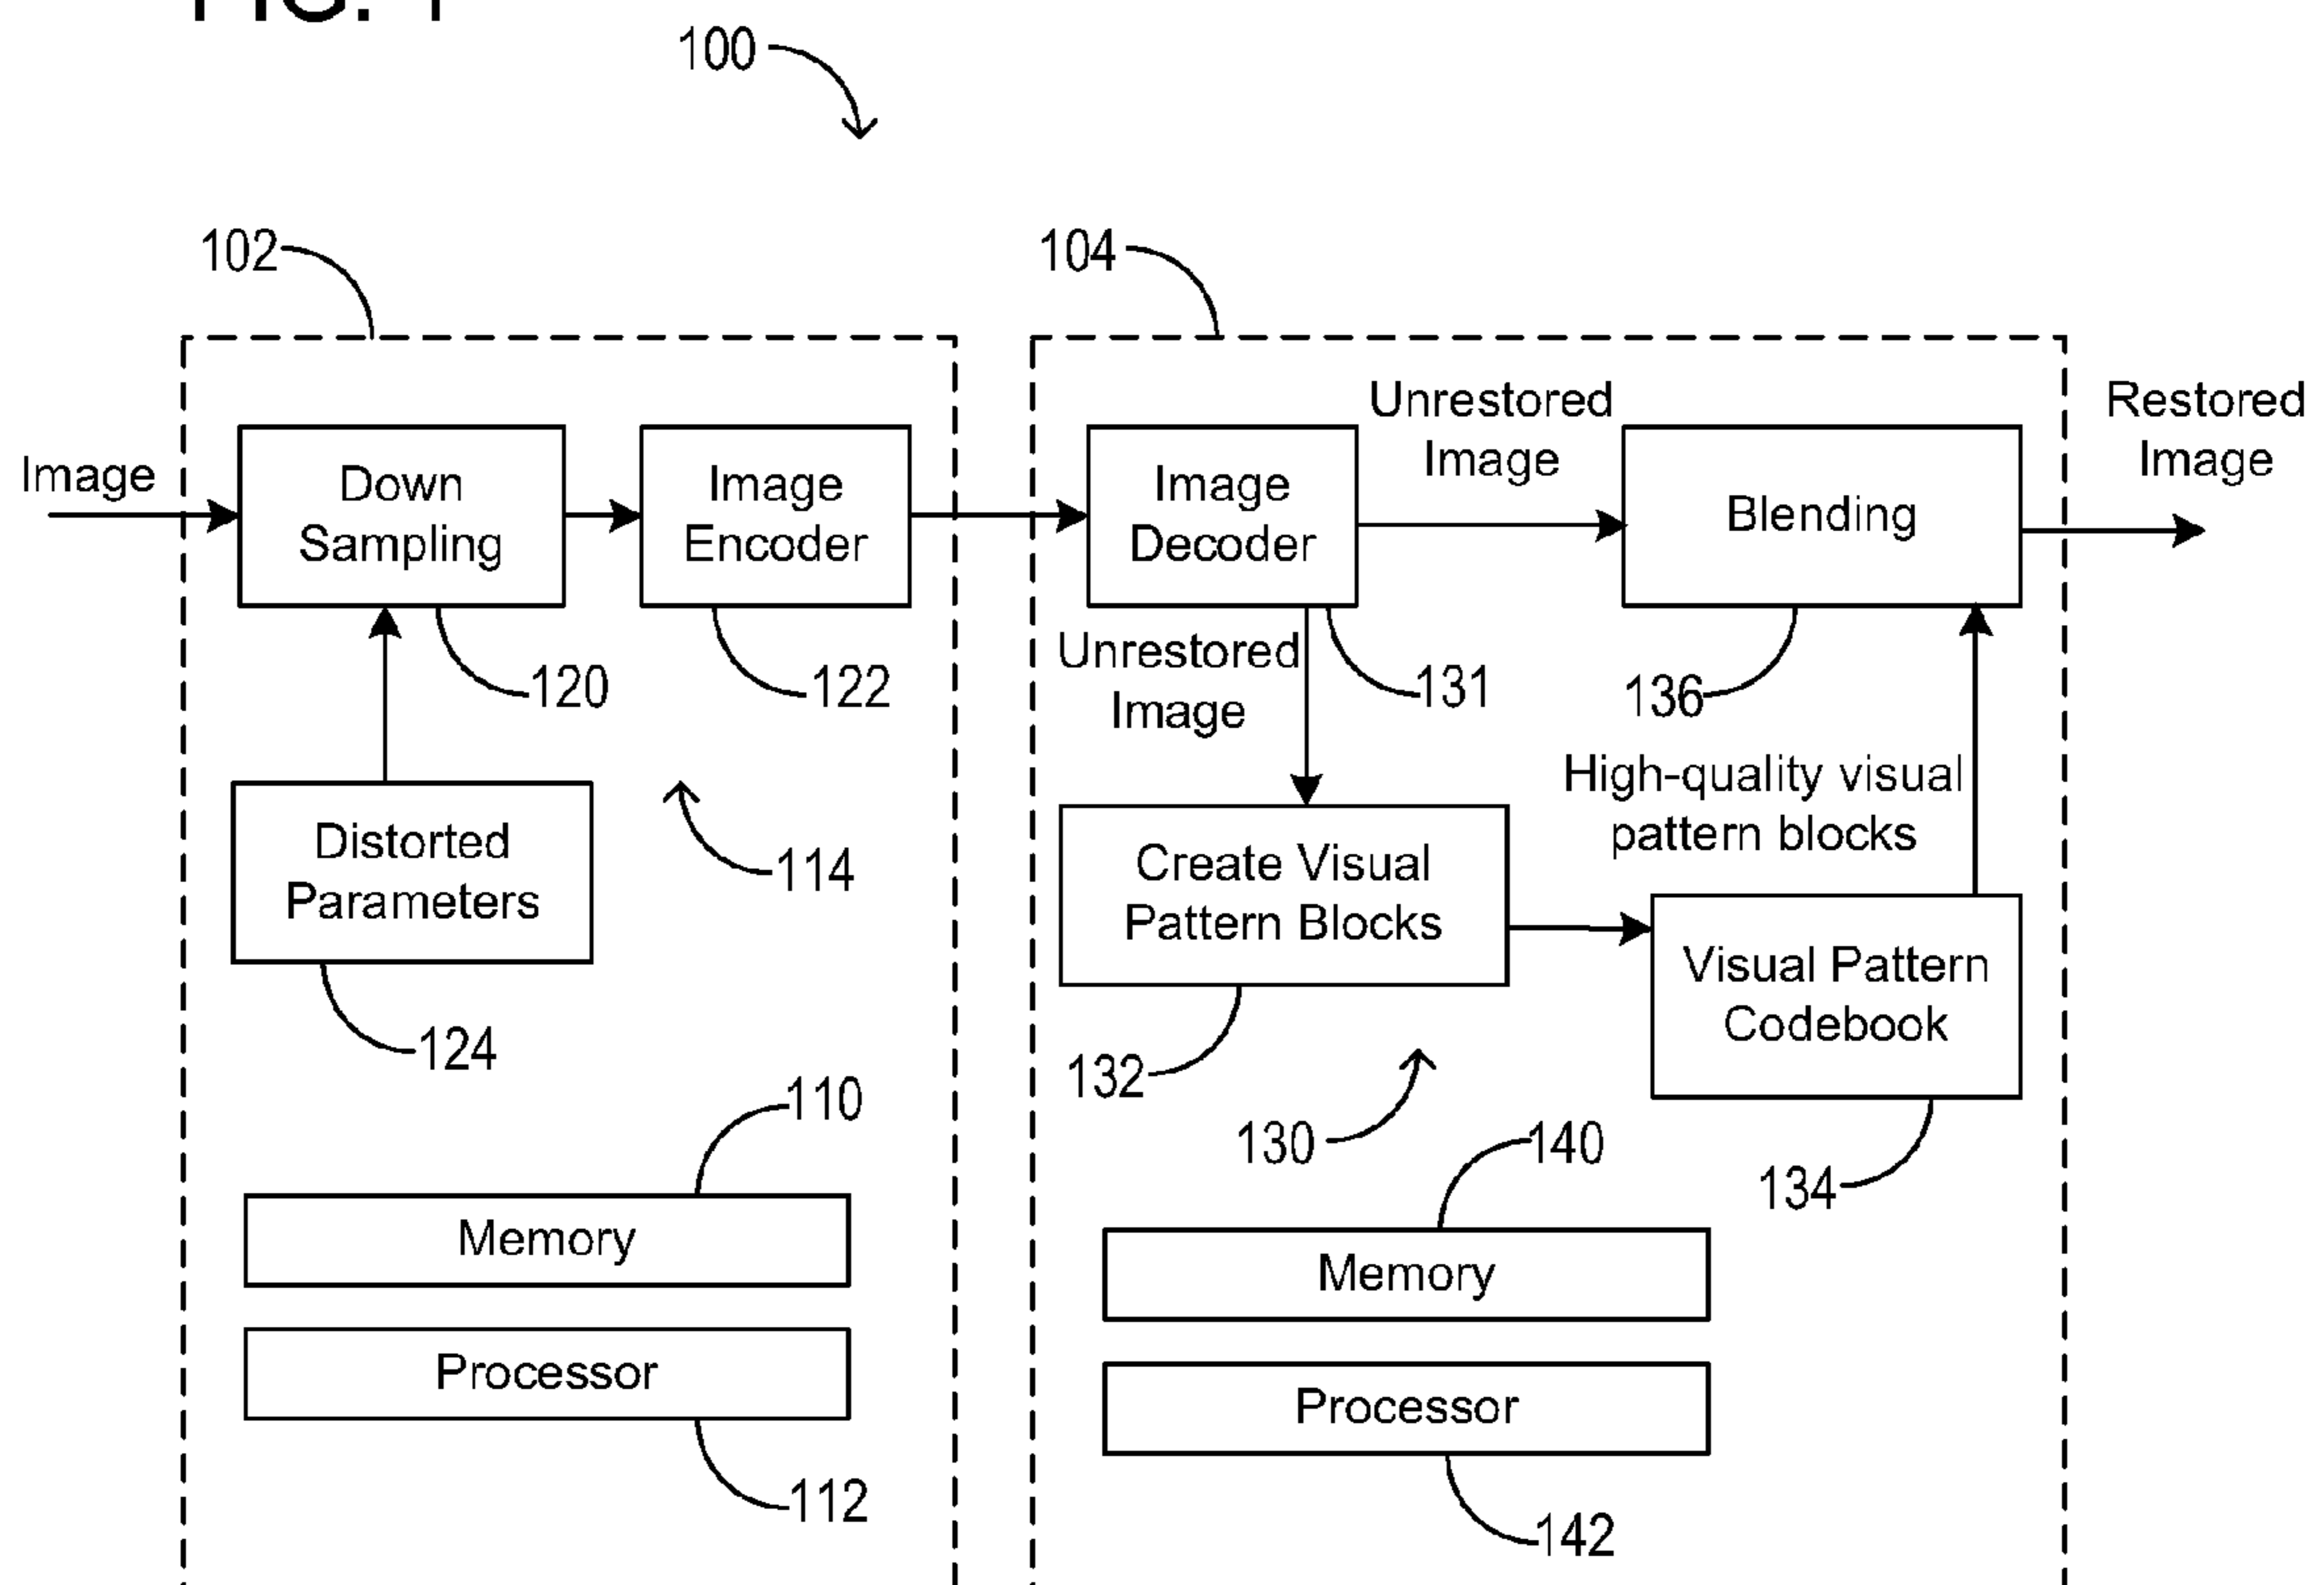 FIG. 1
100
102
104
Image
Down
Sampling
Image
Encoder
Image
Decoder
Unrestored
Image
Blending
Restored
Image
120
122
Unrestored
Image
131
136
High-quality visual
pattern blocks
Distorted
Parameters
114
Create Visual
Pattern Blocks
Visual Pattern
Codebook
124
132
130
134
110
Memory
140
Memory
Processor
112
Processor
142